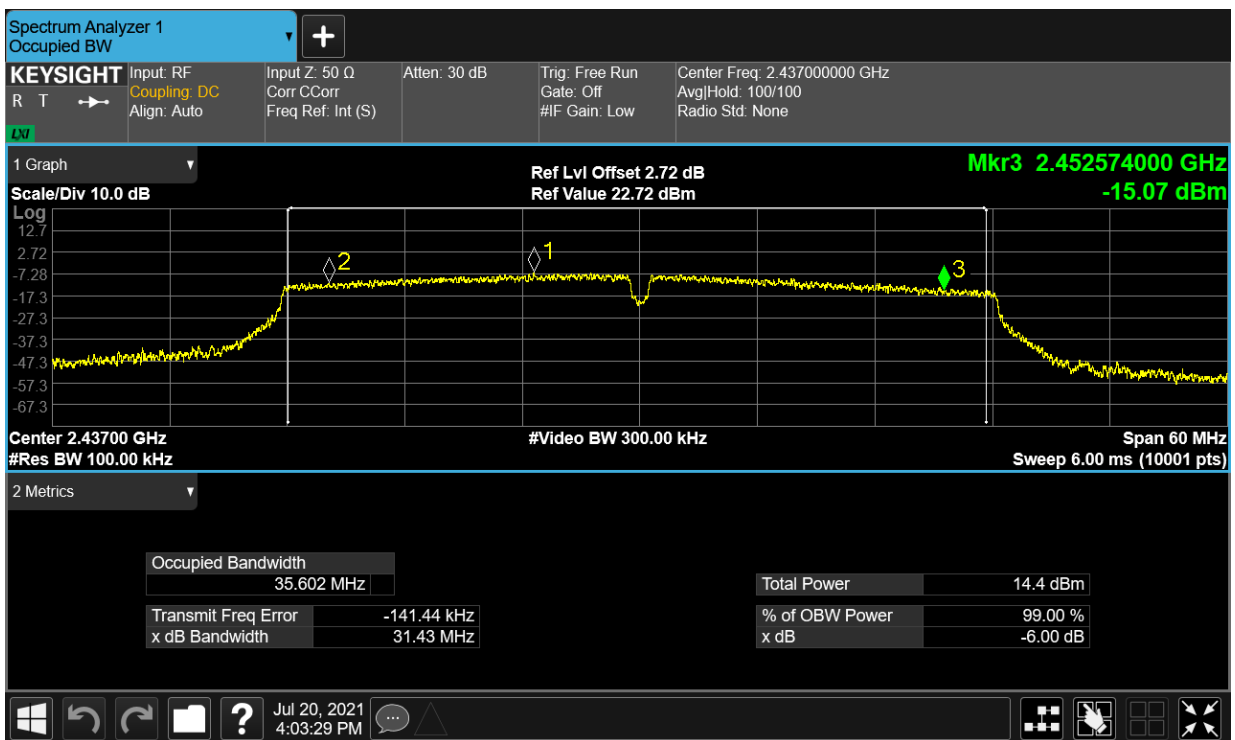 Spectrum Analyzer 1
Occupied BW
+
KEYSIGHT
R T
LXI
Input: RF
Coupling: DC
Align: Auto
Input Z: 50 Ω
Corr CCorr
Freq Ref: Int (S)
Atten: 30 dB
Trig: Free Run
Gate: Off
#IF Gain: Low
Center Freq: 2.437000000 GHz
Avg|Hold: 100/100
Radio Std: None
1 Graph
Scale/Div 10.0 dB
Ref Lvl Offset 2.72 dB
Ref Value 22.72 dBm
Mkr3 2.452574000 GHz
-15.07 dBm
Log
12.7
2.72
-7.28
-17.3
-27.3
-37.3
-47.3
-57.3
-67.3
2
1
3
Center 2.43700 GHz
#Res BW 100.00 kHz
#Video BW 300.00 kHz
Span 60 MHz
Sweep 6.00 ms (10001 pts)
2 Metrics
Occupied Bandwidth
35.602 MHz
Transmit Freq Error -141.44 kHz
x dB Bandwidth 31.43 MHz
Total Power 14.4 dBm
% of OBW Power 99.00 %
x dB -6.00 dB
?
Jul 20, 2021
4:03:29 PM